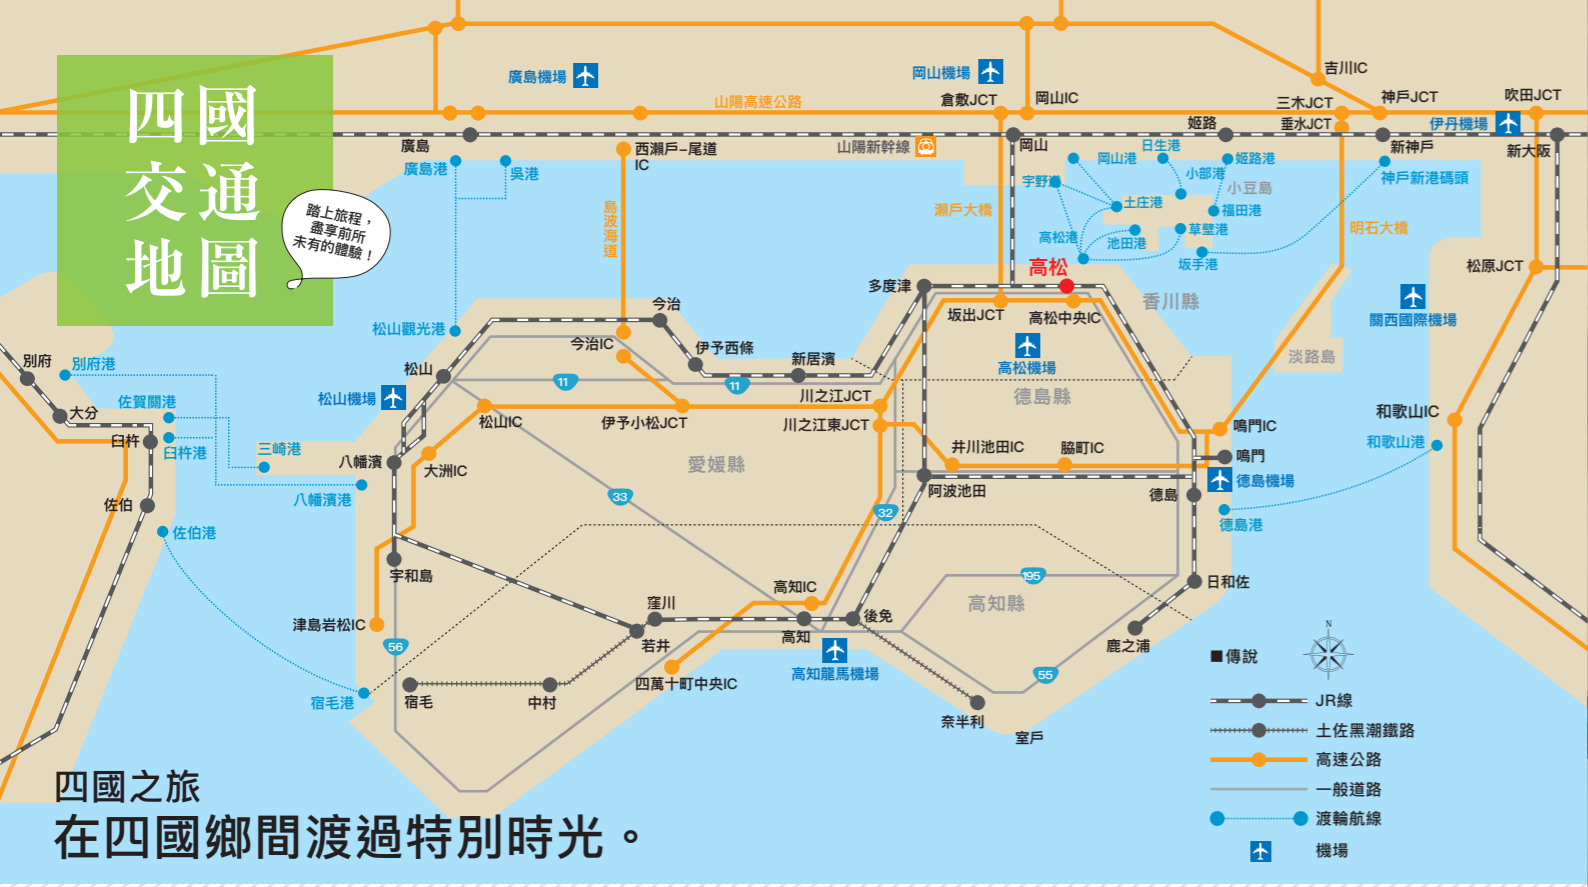 四國
交通
地圖
踏上旅程，
盡享前所
未有的體驗！
廣島機場
岡山機場
吉川IC
山陽高速公路
倉敷JCT
岡山IC
三木JCT
神戶JCT
吹田JCT
垂水JCT
伊丹機場
廣島
西瀨戶–尾道
IC
山陽新幹線
岡山
姬路
新神戶
新大阪
廣島港
吳港
岡山港
日生港
姬路港
小部港
小豆島
神戶新港碼頭
宇野港
土庄港
福田港
島波海道
瀨戶大橋
高松港
池田港
草壁港
坂手港
明石大橋
松原JCT
高松
多度津
香川縣
關西國際機場
今治
坂出JCT
高松中央IC
松山觀光港
今治IC
伊予西條
新居濱
高松機場
淡路島
別府
別府港
松山
11
11
川之江JCT
德島縣
松山機場
佐賀關港
大分
松山IC
伊予小松JCT
川之江東JCT
鳴門IC
和歌山IC
臼杵
臼杵港
三崎港
八幡濱
大洲IC
愛媛縣
井川池田IC
脇町IC
鳴門
和歌山港
八幡濱港
33
32
阿波池田
德島
德島機場
佐伯
佐伯港
德島港
宇和島
高知IC
195
日和佐
高知縣
津島岩松IC
窪川
若井
高知
後免
鹿之浦
56
四萬十町中央IC
高知龍馬機場
55
宿毛港
宿毛
中村
奈半利
室戶
N
■傳說
JR線
土佐黑潮鐵路
高速公路
一般道路
渡輪航線
機場
四國之旅
在四國鄉間渡過特別時光。